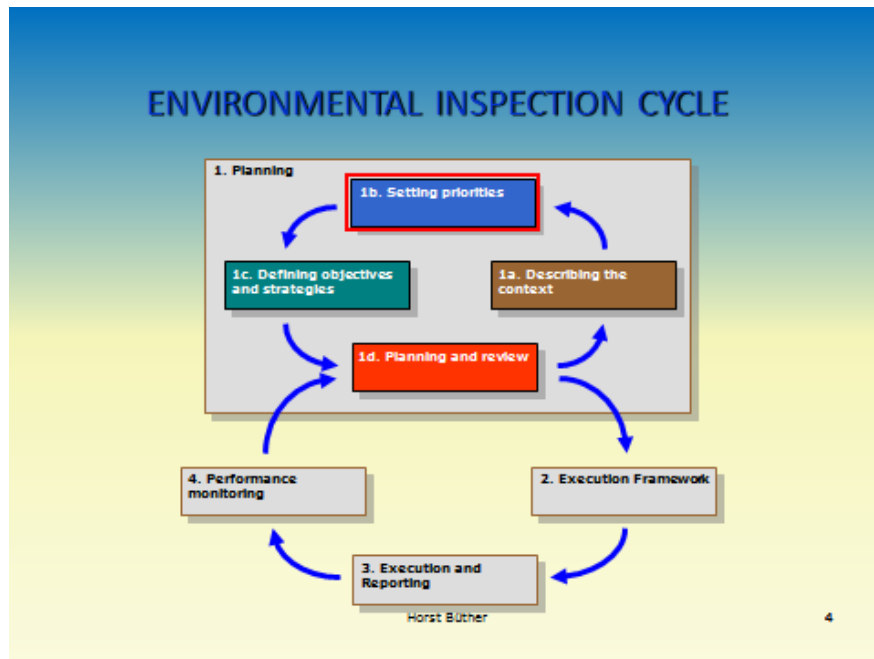 ENVIRONMENTAL INSPECTION CYCLE
1. Planning
1b. Setting priorities
1c. Defining objectives
and strategies
1a. Describing the
context
1d. Planning and review
4. Performance
monitoring
2. Execution Framework
3. Execution and
Reporting
Horst Büther
4